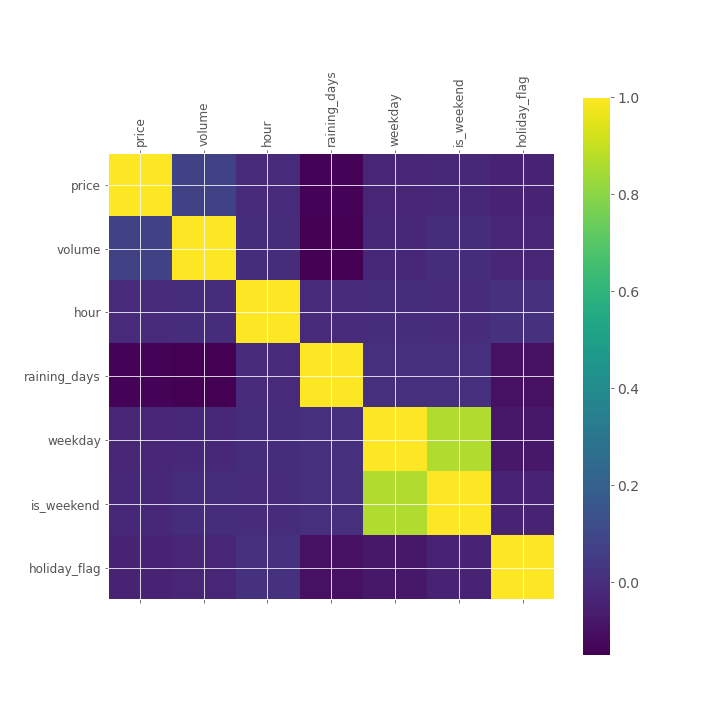 price
volume
hour
raining_days
weekday
is_weekend
holiday_flag
price
volume
hour
raining_days
weekday
is_weekend
holiday_flag
1.0
0.8
0.6
0.4
0.2
0.0